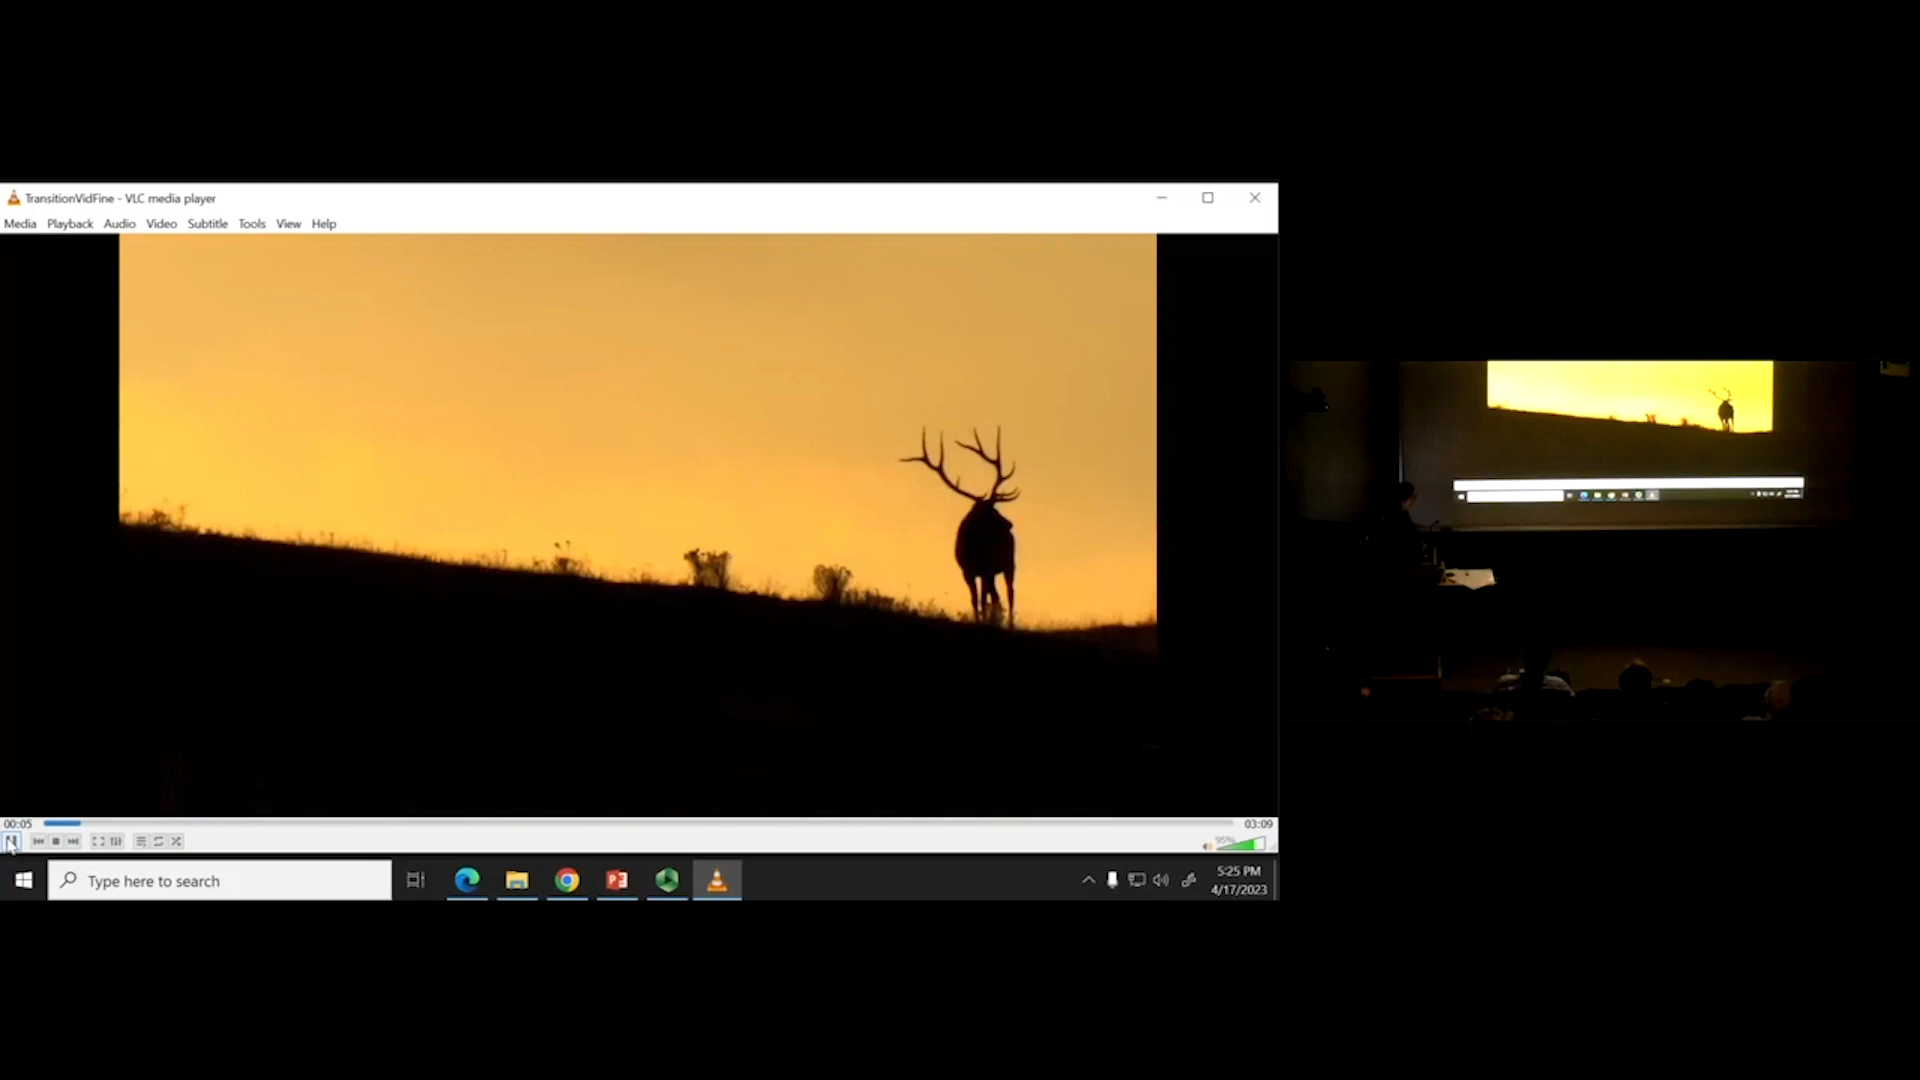 TransitionVidFine - VLC media player
Media Playback Audio Video Subtitle Tools View Help
00:05
03:09
95%
Type here to search
5:25 PM
4/17/2023